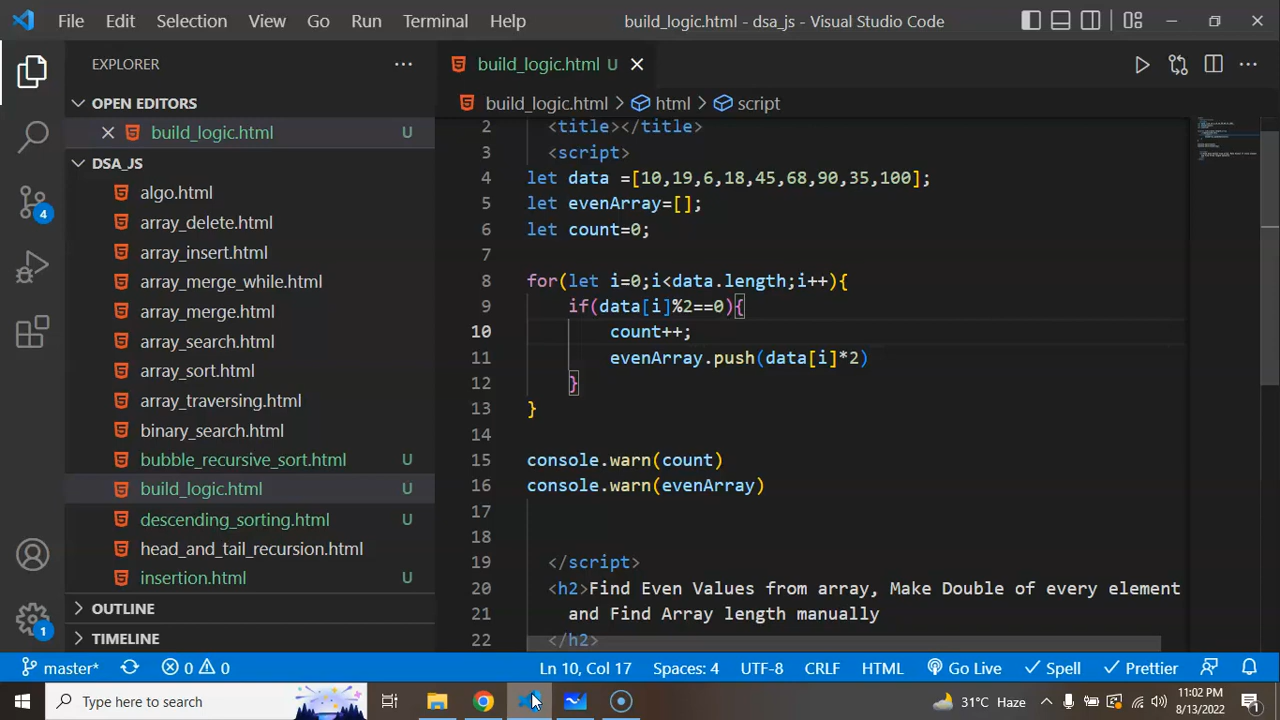 File Edit Selection View Go Run Terminal Help build_logic.html - dsa_js - Visual Studio Code
EXPLORER
build_logic.html U
OPEN EDITORS
build_logic.html U
build_logic.html > html > script
DSA_JS
algo.html
array_delete.html
array_insert.html
array_merge_while.html
array_merge.html
array_search.html
array_sort.html
array_traversing.html
binary_search.html
bubble_recursive_sort.html U
build_logic.html U
descending_sorting.html U
head_and_tail_recursion.html
insertion.html U
OUTLINE
TIMELINE
4
1
2 <title></title>
3 <script>
4 let data =[10,19,6,18,45,68,90,35,100];
5 let evenArray=[];
6 let count=0;
7
8 for(let i=0;i<data.length;i++){
9 if(data[i]%2==0){
10 count++;
11 evenArray.push(data[i]*2)
12 }
13 }
14
15 console.warn(count)
16 console.warn(evenArray)
17
18
19 </script>
20 <h2>Find Even Values from array, Make Double of every element
21 and Find Array length manually
22 </h2>
master* 0 0 Ln 10, Col 17 Spaces: 4 UTF-8 CRLF HTML Go Live Spell Prettier
Type here to search
31°C Haze
11:02 PM
8/13/2022
1